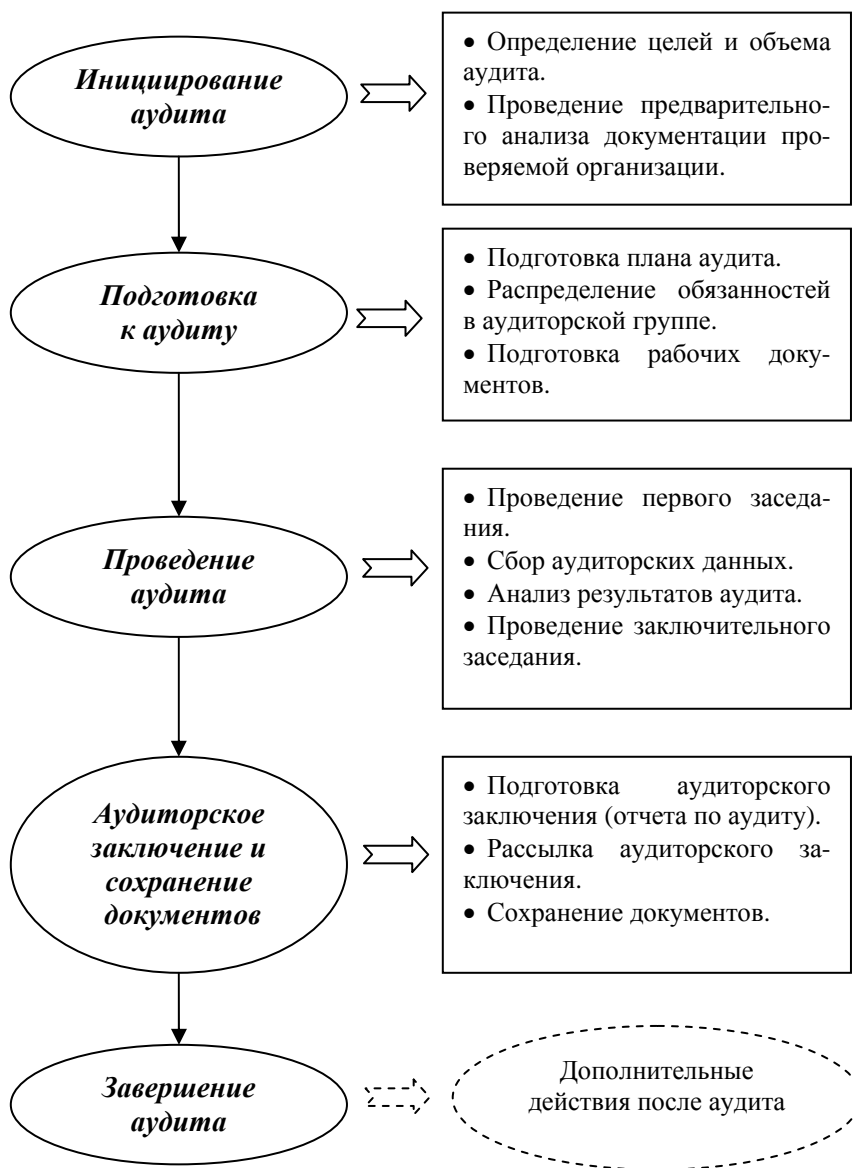 Инициирование
аудита
• Определение целей и объема
аудита.
• Проведение предварительно-
го анализа документации про-
веряемой организации.
Подготовка
к аудиту
• Подготовка плана аудита.
• Распределение обязанностей
в аудиторской группе.
• Подготовка рабочих доку-
ментов.
Проведение
аудита
• Проведение первого заседа-
ния.
• Сбор аудиторских данных.
• Анализ результатов аудита.
• Проведение заключительного
заседания.
Аудиторское
заключение и
сохранение
документов
• Подготовка аудиторского
заключения (отчета по аудиту).
• Рассылка аудиторского за-
ключения.
• Сохранение документов.
Завершение
аудита
Дополнительные
действия после аудита